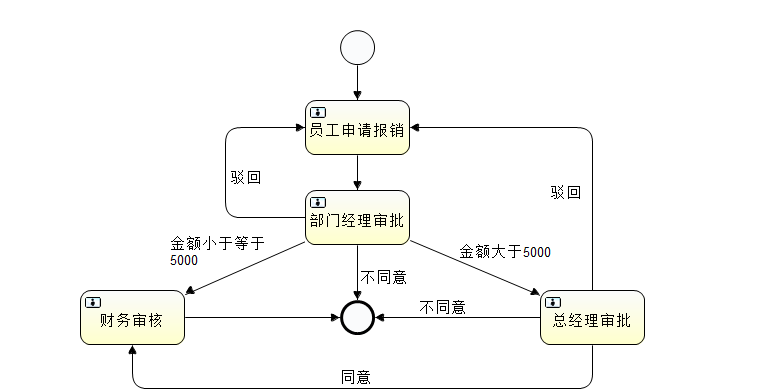 员工申请报销
驳回
驳回
部门经理审批
金额小于等于
5000
金额大于5000
不同意
不同意
财务审核
总经理审批
同意